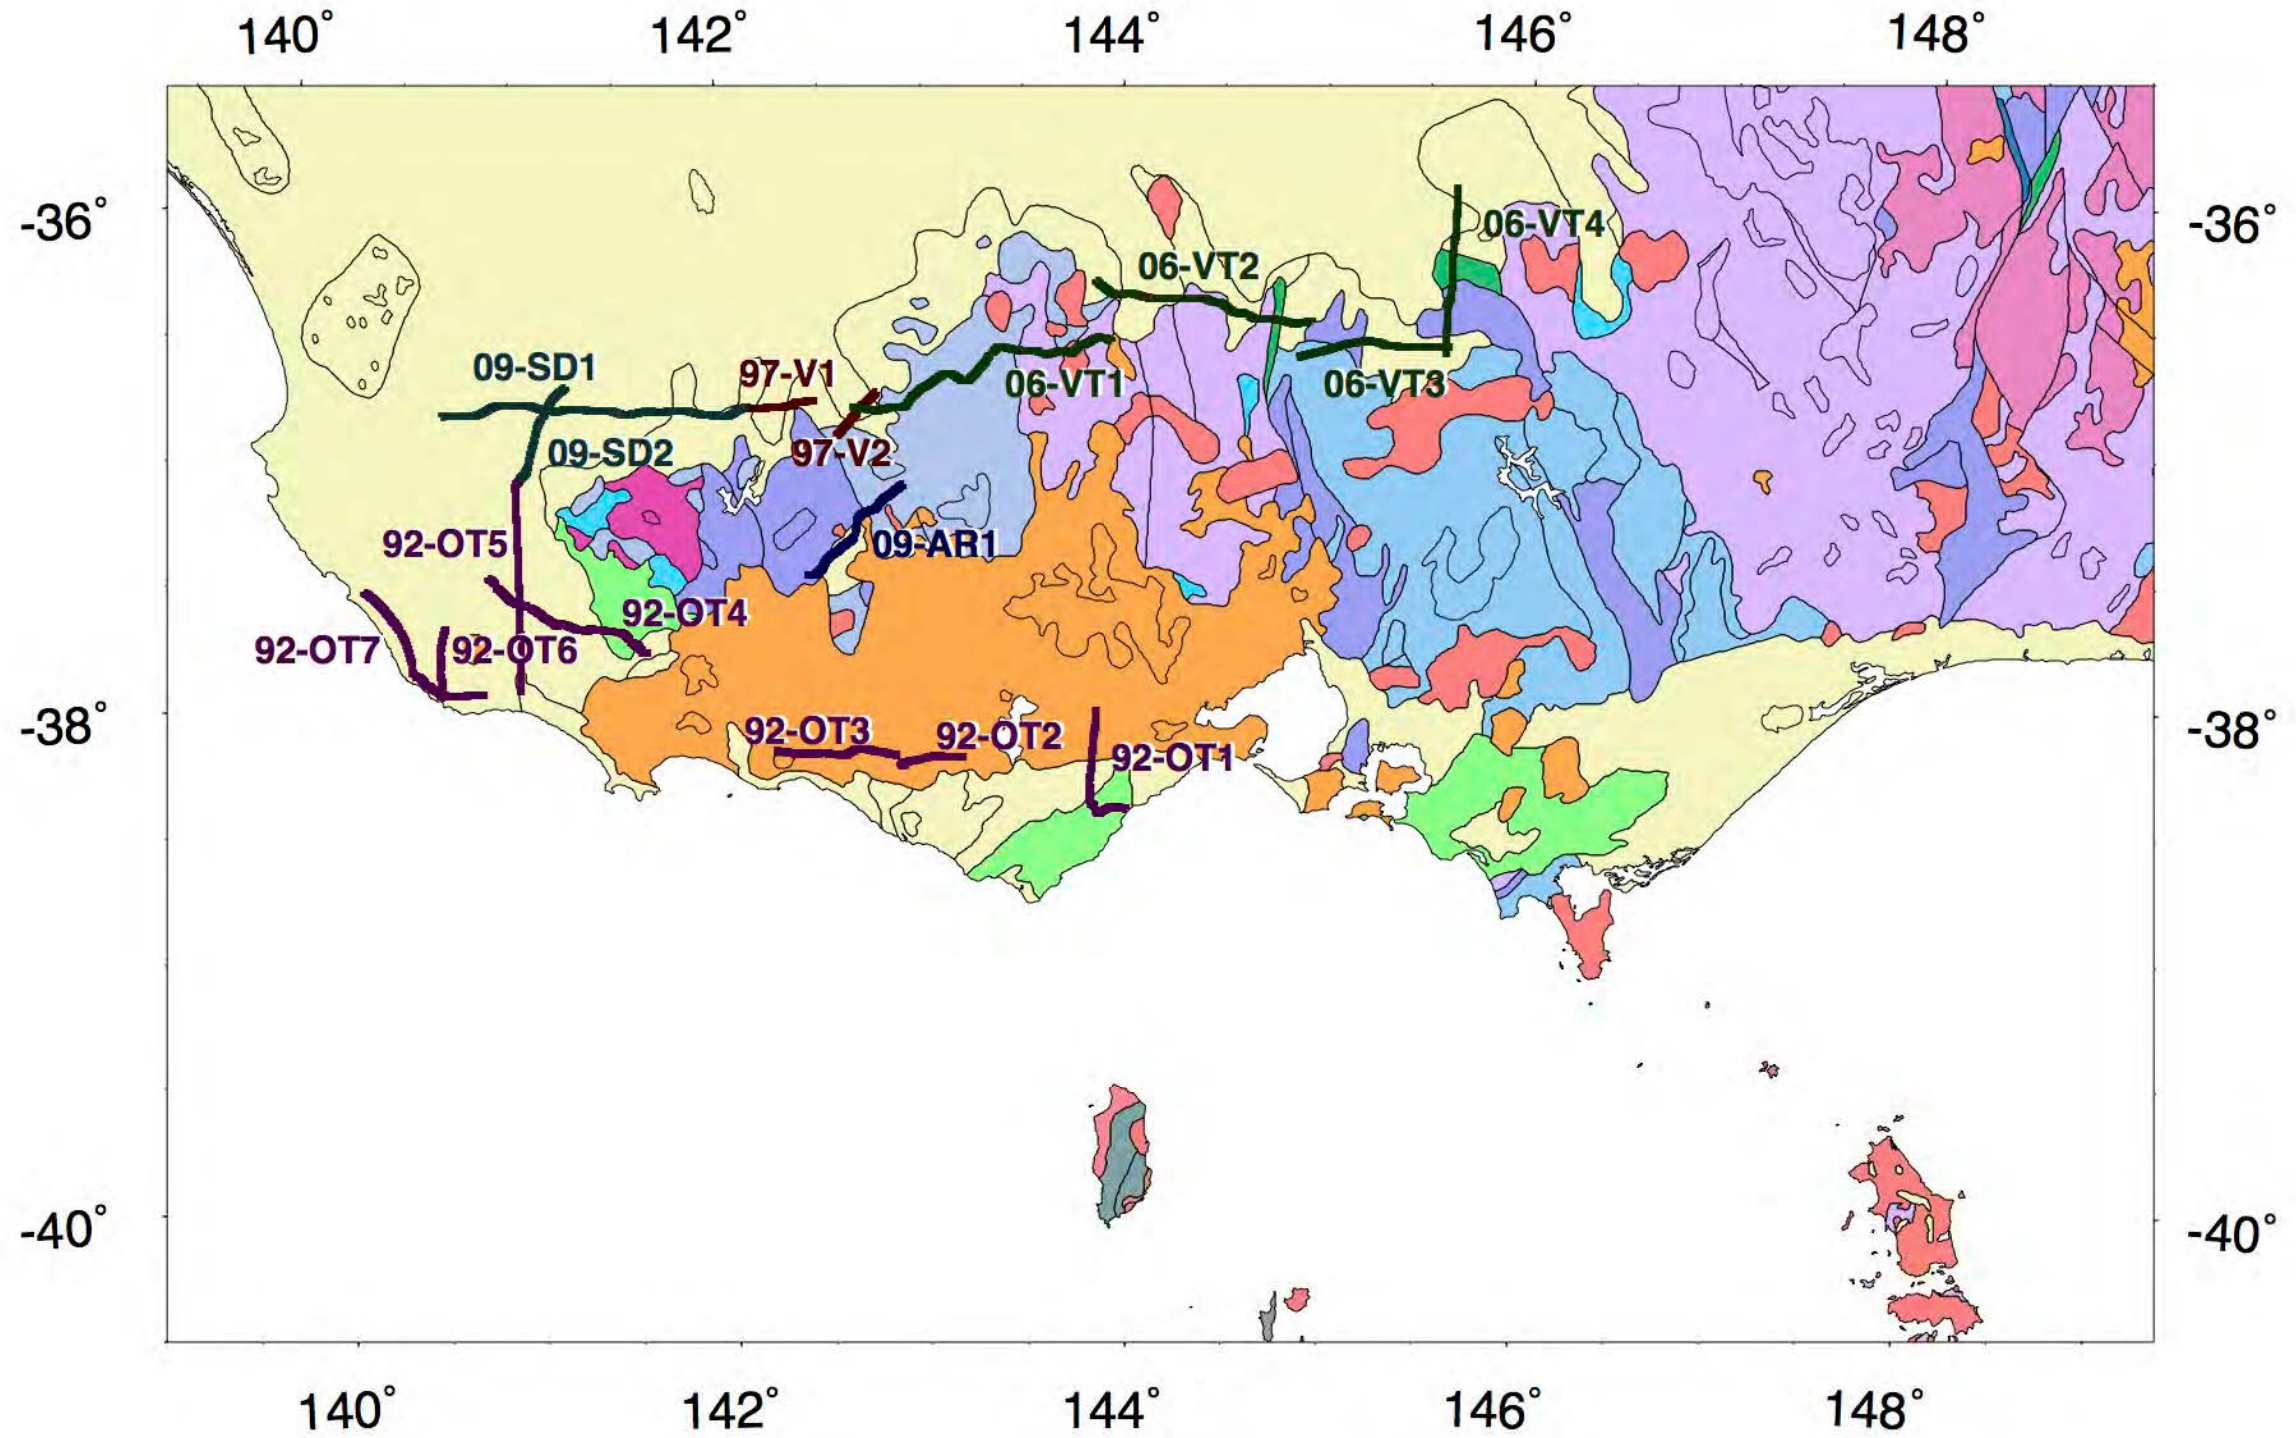 140° 142° 144° 146° 148°
-36° -36°
06-VT4
06-VT2
09-SD1 97-V1 06-VT1 06-VT3
09-SD2 97-V2
92-OT5 09-AR1
92-OT4
92-OT7 92-OT6
-38° -38°
92-OT3 92-OT2 92-OT1
-40° -40°
140° 142° 144° 146° 148°